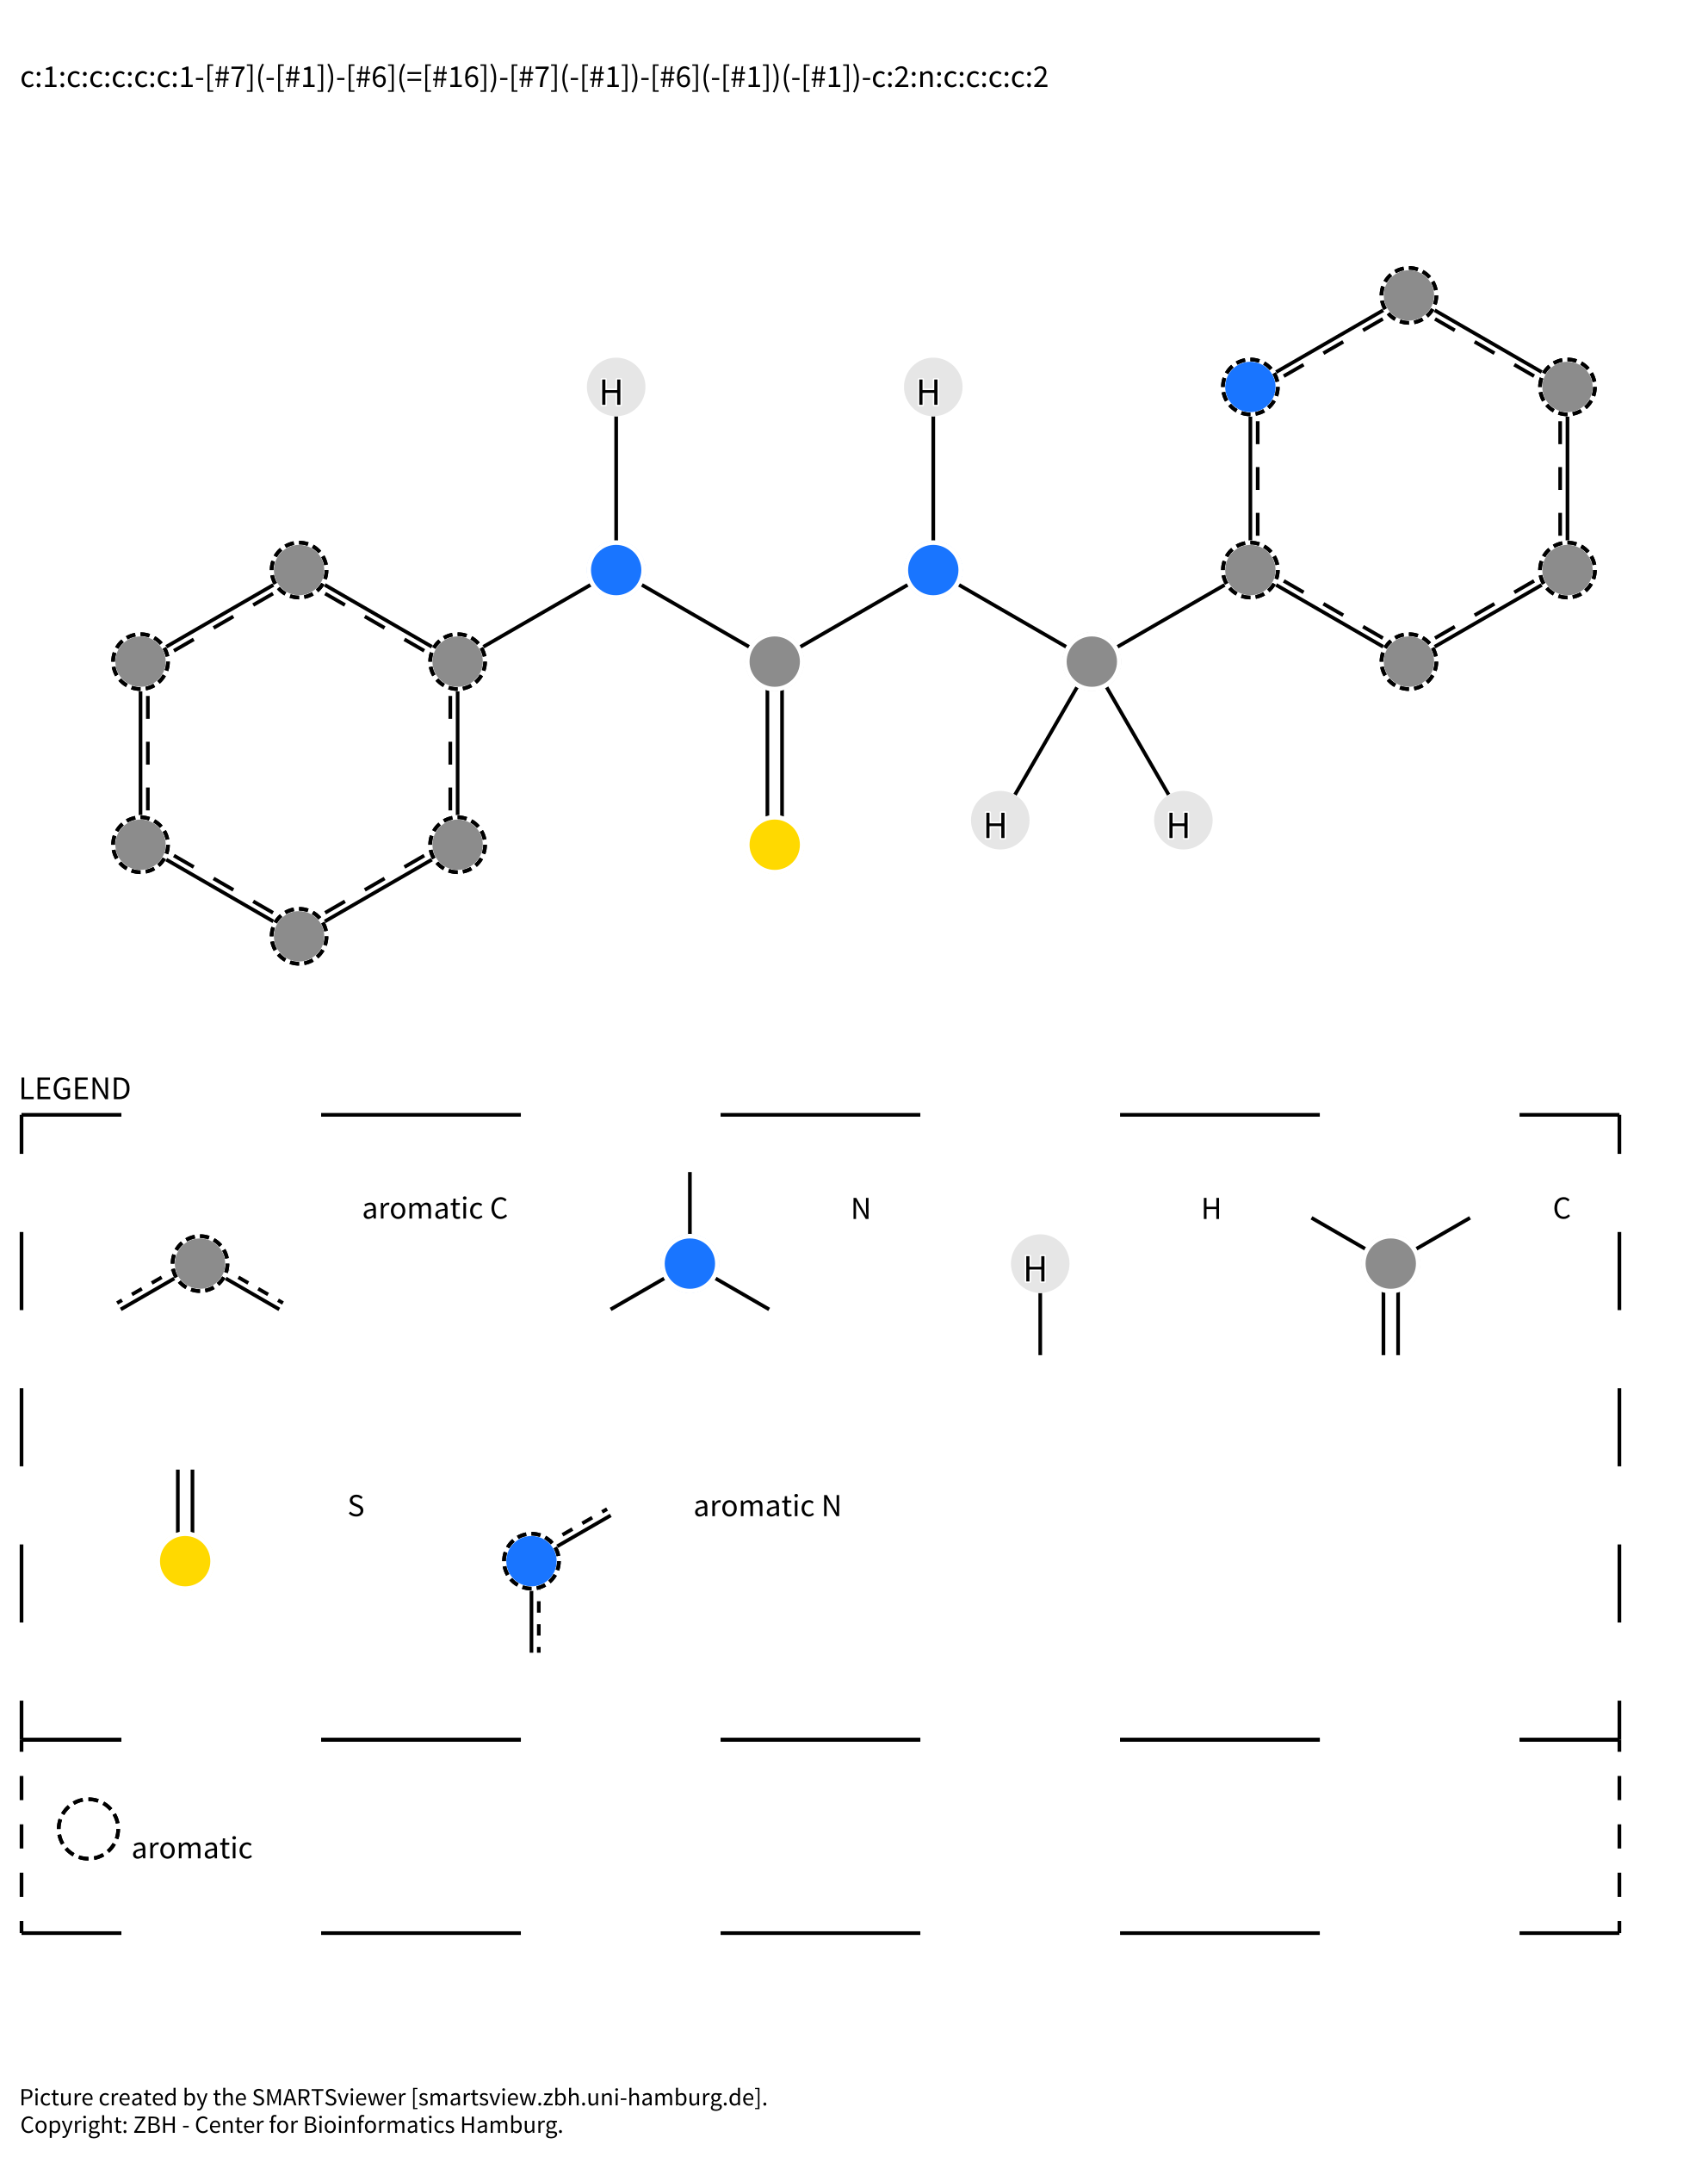 c:1:c:c:c:c:c:1-[#7](-[#1])-[#6](=[#16])-[#7](-[#1])-[#6](-[#1])(-[#1])-c:2:n:c:c:c:c:2
H H
H H
LEGEND
aromatic C N H C
H
S aromatic N
aromatic
Picture created by the SMARTSviewer [smartsview.zbh.uni-hamburg.de].
Copyright: ZBH - Center for Bioinformatics Hamburg.